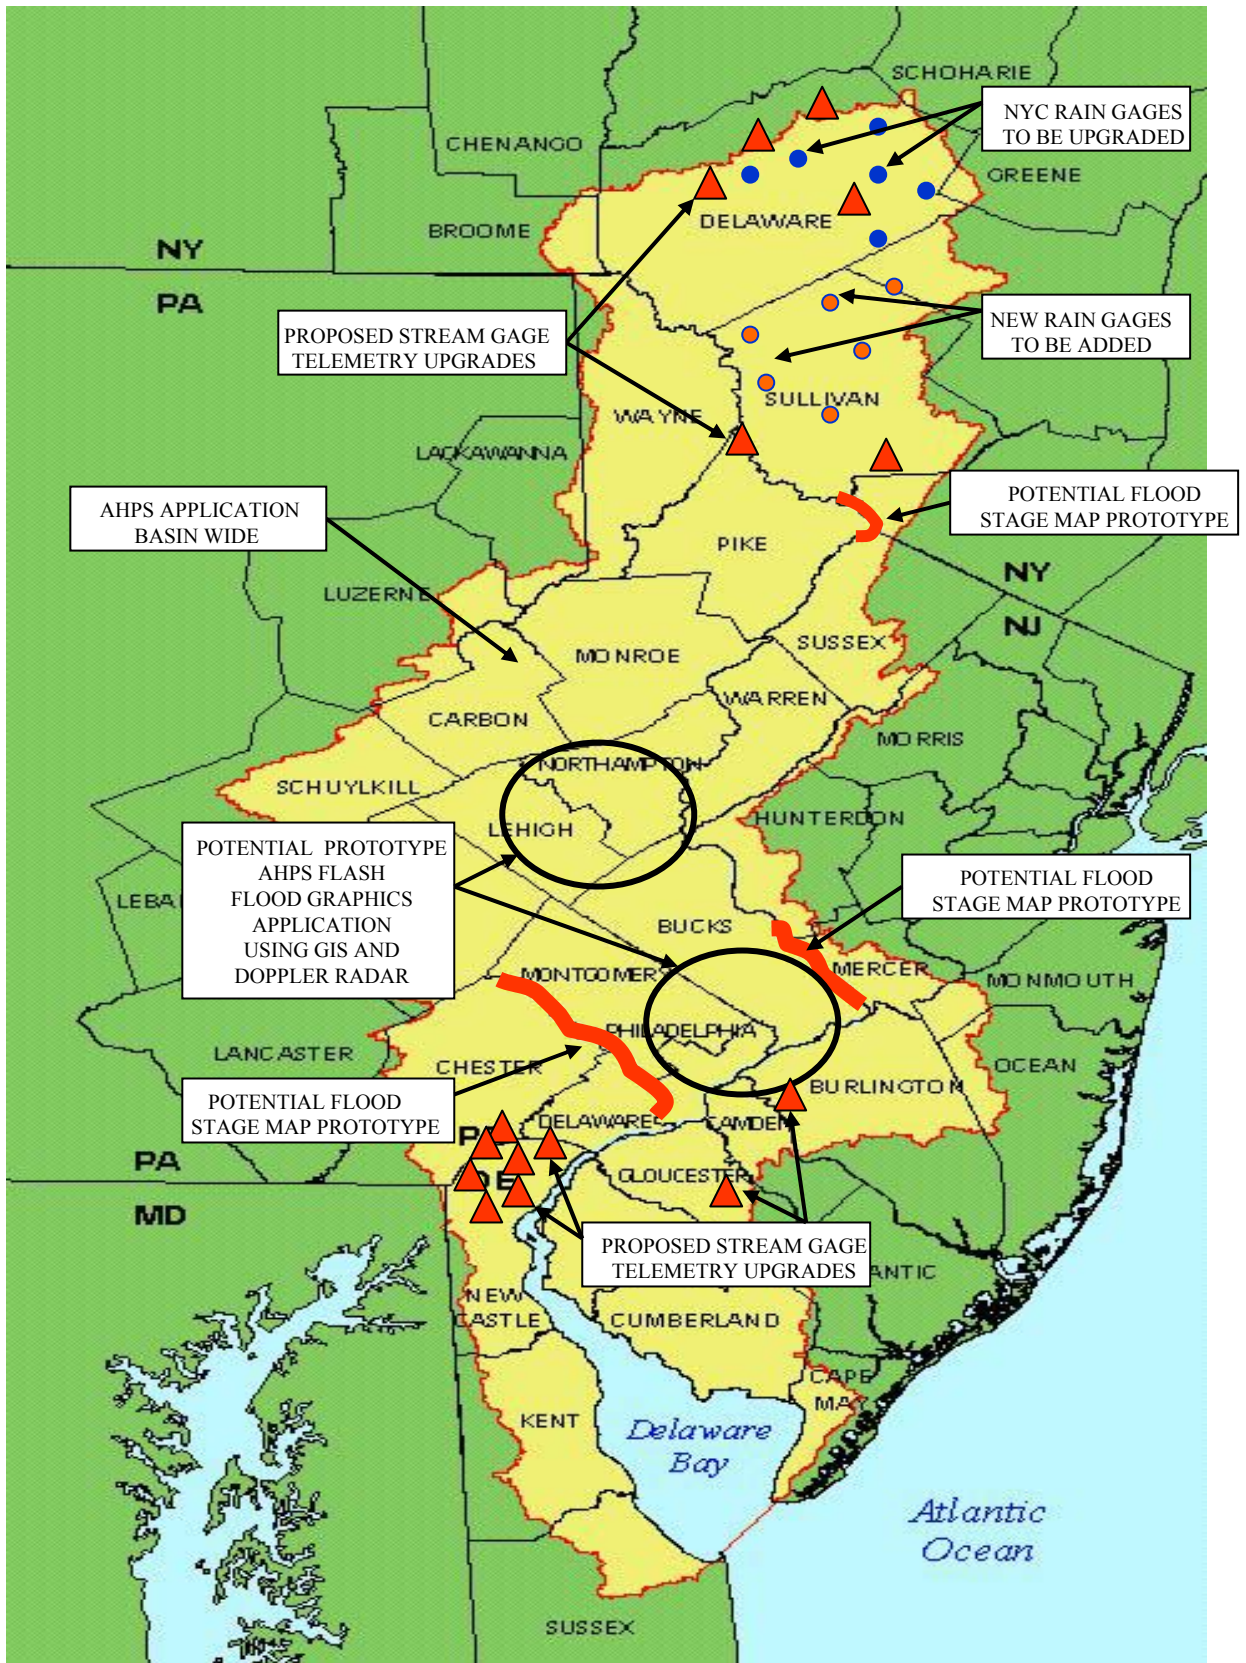 SCHOHARIE
NYC RAIN GAGES
TO BE UPGRADED
CHENANGO
GREENE
DELAWARE
BROOME
NY
PA
PROPOSED STREAM GAGE
TELEMETRY UPGRADES
NEW RAIN GAGES
TO BE ADDED
SULLIVAN
WAYNE
LACKAWANNA
AHPS APPLICATION
BASIN WIDE
POTENTIAL FLOOD
STAGE MAP PROTOTYPE
PIKE
NY
NJ
LUZERNE
SUSSEX
MONROE
WARREN
CARBON
MORRIS
NORTHAMPTON
SCHUYLKILL
LEHIGH
HUNTERDON
POTENTIAL PROTOTYPE
AHPS FLASH
FLOOD GRAPHICS
APPLICATION
USING GIS AND
DOPPLER RADAR
LEBA
POTENTIAL FLOOD
STAGE MAP PROTOTYPE
BUCKS
MERCER
MONTGOMERY
MONMOUTH
PHILADELPHIA
LANCASTER
CHESTER
OCEAN
BURLINGTON
POTENTIAL FLOOD
STAGE MAP PROTOTYPE
DELAWARE
CAMDEN
PA
PA
DE
GLOUCESTER
MD
PROPOSED STREAM GAGE
TELEMETRY UPGRADES
ANTIC
NEW
CASTLE
CUMBERLAND
CAPE
MAY
KENT
Delaware
Bay
Atlantic
Ocean
SUSSEX